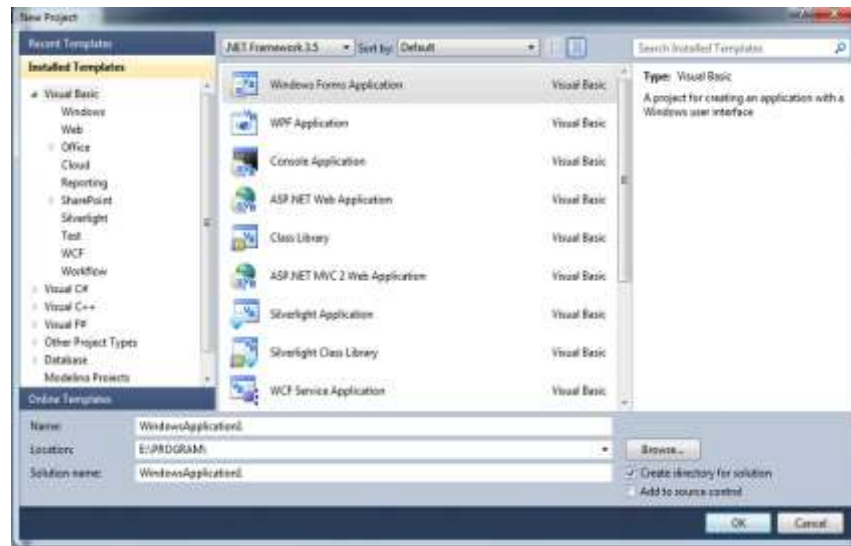 New Project
Recent Templates
.NET Framework 3.5 Sort by: Default
Search Installed Templates
Installed Templates
Visual Basic
Windows
Web
Office
Cloud
Reporting
SharePoint
Silverlight
Test
WCF
Workflow
Visual C#
Visual C++
Visual F#
Other Project Types
Database
Modeling Projects
Online Templates
Windows Forms Application Visual Basic
WPF Application Visual Basic
Console Application Visual Basic
ASP.NET Web Application Visual Basic
Class Library Visual Basic
ASP.NET MVC 2 Web Application Visual Basic
Silverlight Application Visual Basic
Silverlight Class Library Visual Basic
WCF Service Application Visual Basic
Type: Visual Basic
A project for creating an application with a
Windows user interface
Name: WindowsApplication1
Location: E:\PROGRAM\
Browse...
Solution name: WindowsApplication1
Create directory for solution
Add to source control
OK Cancel